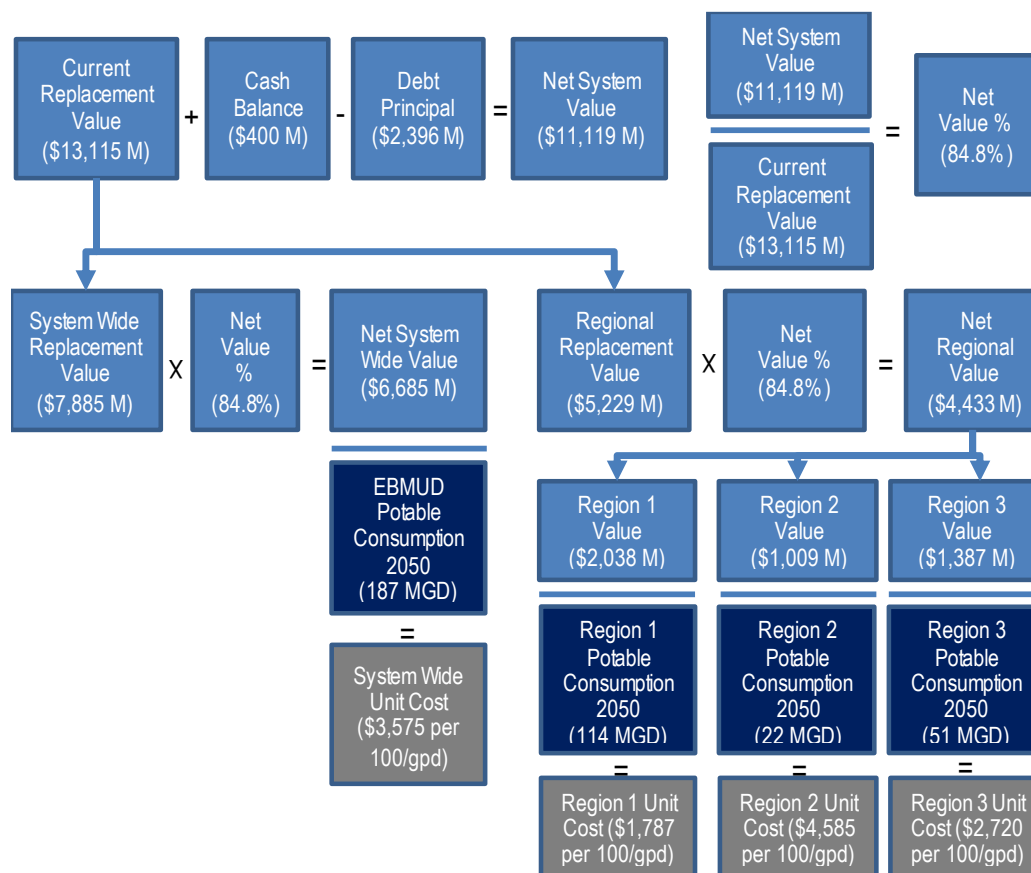 Current
Replacement
Value
($13,115 M)
+
Cash
Balance
($400 M)
-
Debt
Principal
($2,396 M)
=
Net System
Value
($11,119 M)
Net System
Value
($11,119 M)
Current
Replacement
Value
($13,115 M)
=
Net
Value %
(84.8%)
System Wide
Replacement
Value
($7,885 M)
X
Net
Value
%
(84.8%)
=
Net System
Wide Value
($6,685 M)
EBMUD
Potable
Consumption
2050
(187 MGD)
=
System Wide
Unit Cost
($3,575 per
100/gpd)
Regional
Replacement
Value
($5,229 M)
X
Net
Value %
(84.8%)
=
Net
Regional
Value
($4,433 M)
Region 1
Value
($2,038 M)
Region 1
Potable
Consumption
2050
(114 MGD)
=
Region 1 Unit
Cost ($1,787
per 100/gpd)
Region 2
Value
($1,009 M)
Region 2
Potable
Consumption
2050
(22 MGD)
=
Region 2 Unit
Cost ($4,585
per 100/gpd)
Region 3
Value
($1,387 M)
Region 3
Potable
Consumption
2050
(51 MGD)
=
Region 3 Unit
Cost ($2,720
per 100/gpd)